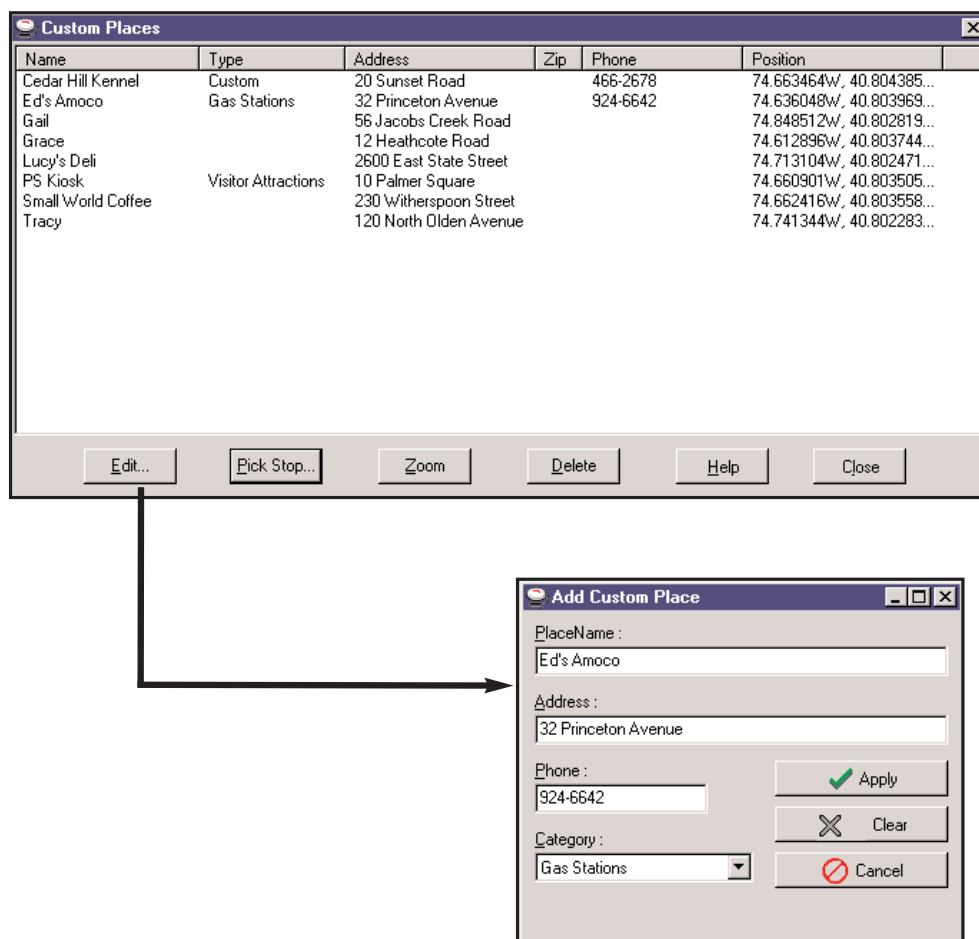 Custom Places
Name Type Address Zip Phone Position
Cedar Hill Kennel Custom 20 Sunset Road 466-2678 74.663464W, 40.804385...
Ed's Amoco Gas Stations 32 Princeton Avenue 924-6642 74.636048W, 40.803969...
Gail 56 Jacobs Creek Road 74.848512W, 40.802819...
Grace 12 Heathcote Road 74.612896W, 40.803744...
Lucy's Deli 2600 East State Street 74.713104W, 40.802471...
PS Kiosk Visitor Attractions 10 Palmer Square 74.660901W, 40.803505...
Small World Coffee 230 Witherspoon Street 74.662416W, 40.803558...
Tracy 120 North Olden Avenue 74.741344W, 40.802283...
Edit... Pick Stop... Zoom Delete Help Close
Add Custom Place
PlaceName :
Ed's Amoco
Address :
32 Princeton Avenue
Phone :
924-6642
Apply
Clear
Category :
Gas Stations
Cancel